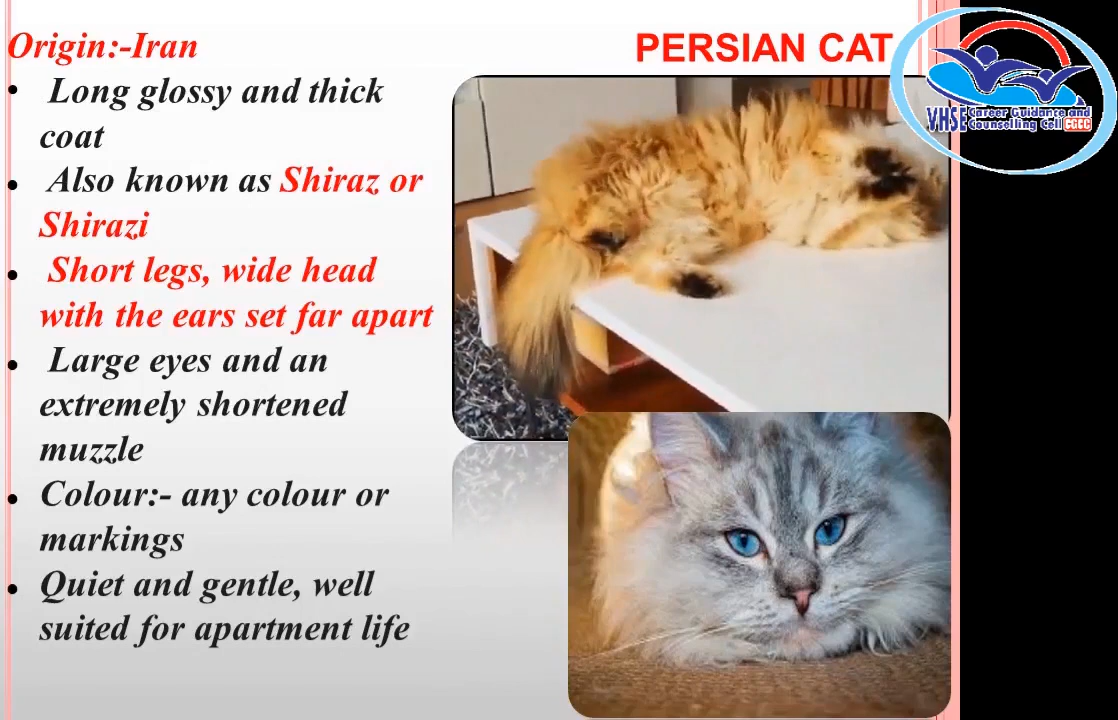 Origin:-Iran
PERSIAN CAT
• Long glossy and thick
coat
• Also known as Shiraz or
Shirazi
• Short legs, wide head
with the ears set far apart
• Large eyes and an
extremely shortened
muzzle
• Colour:- any colour or
markings
• Quiet and gentle, well
suited for apartment life
VHSE Career Guidance and
Counselling Cell CGCC